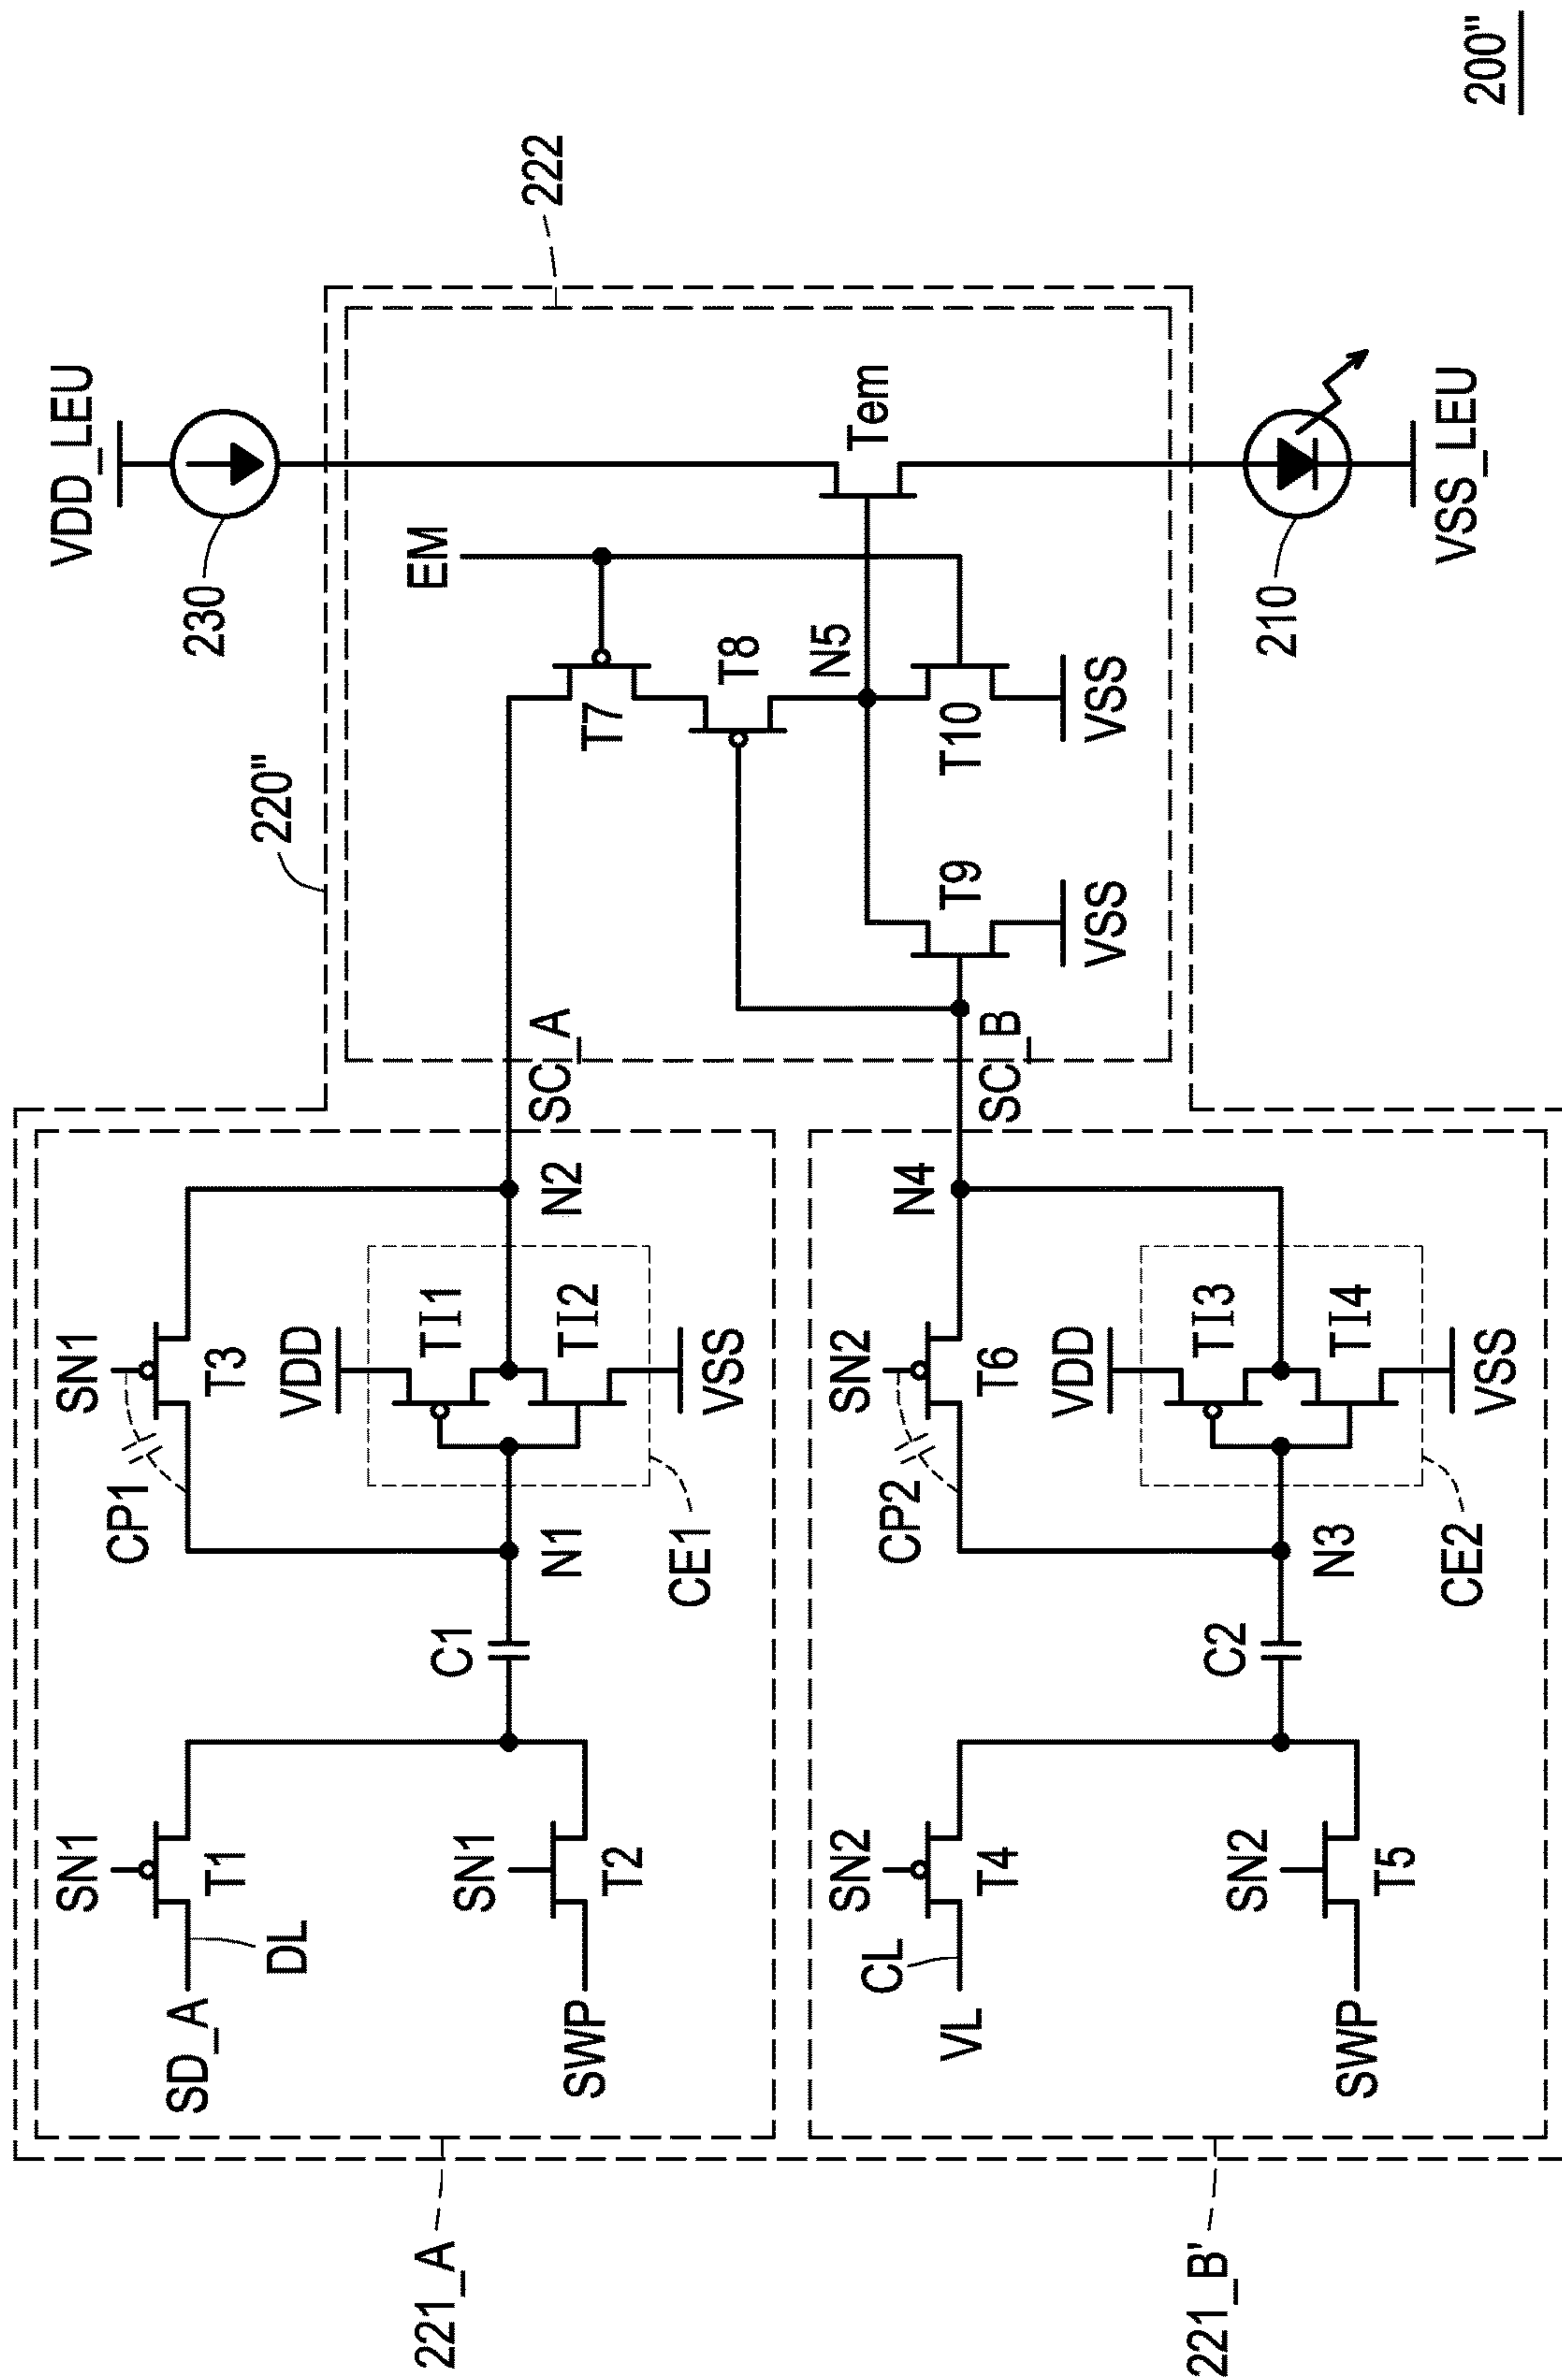 200"
VDD_LEU
230
222
220"
EM
T7
T8
N5
Tem
T9
T10
VSS
VSS
210
VSS_LEU
SC_A
SC_B
221_A
SN1
T1
DL
SD_A
SN1
T2
SWP
C1
N1
CP1
SN1
T3
VDD
TI1
TI2
VSS
CE1
N2
221_B'
SN2
T4
CL
VL
SN2
T5
SWP
C2
N3
CP2
SN2
T6
VDD
TI3
TI4
VSS
CE2
N4